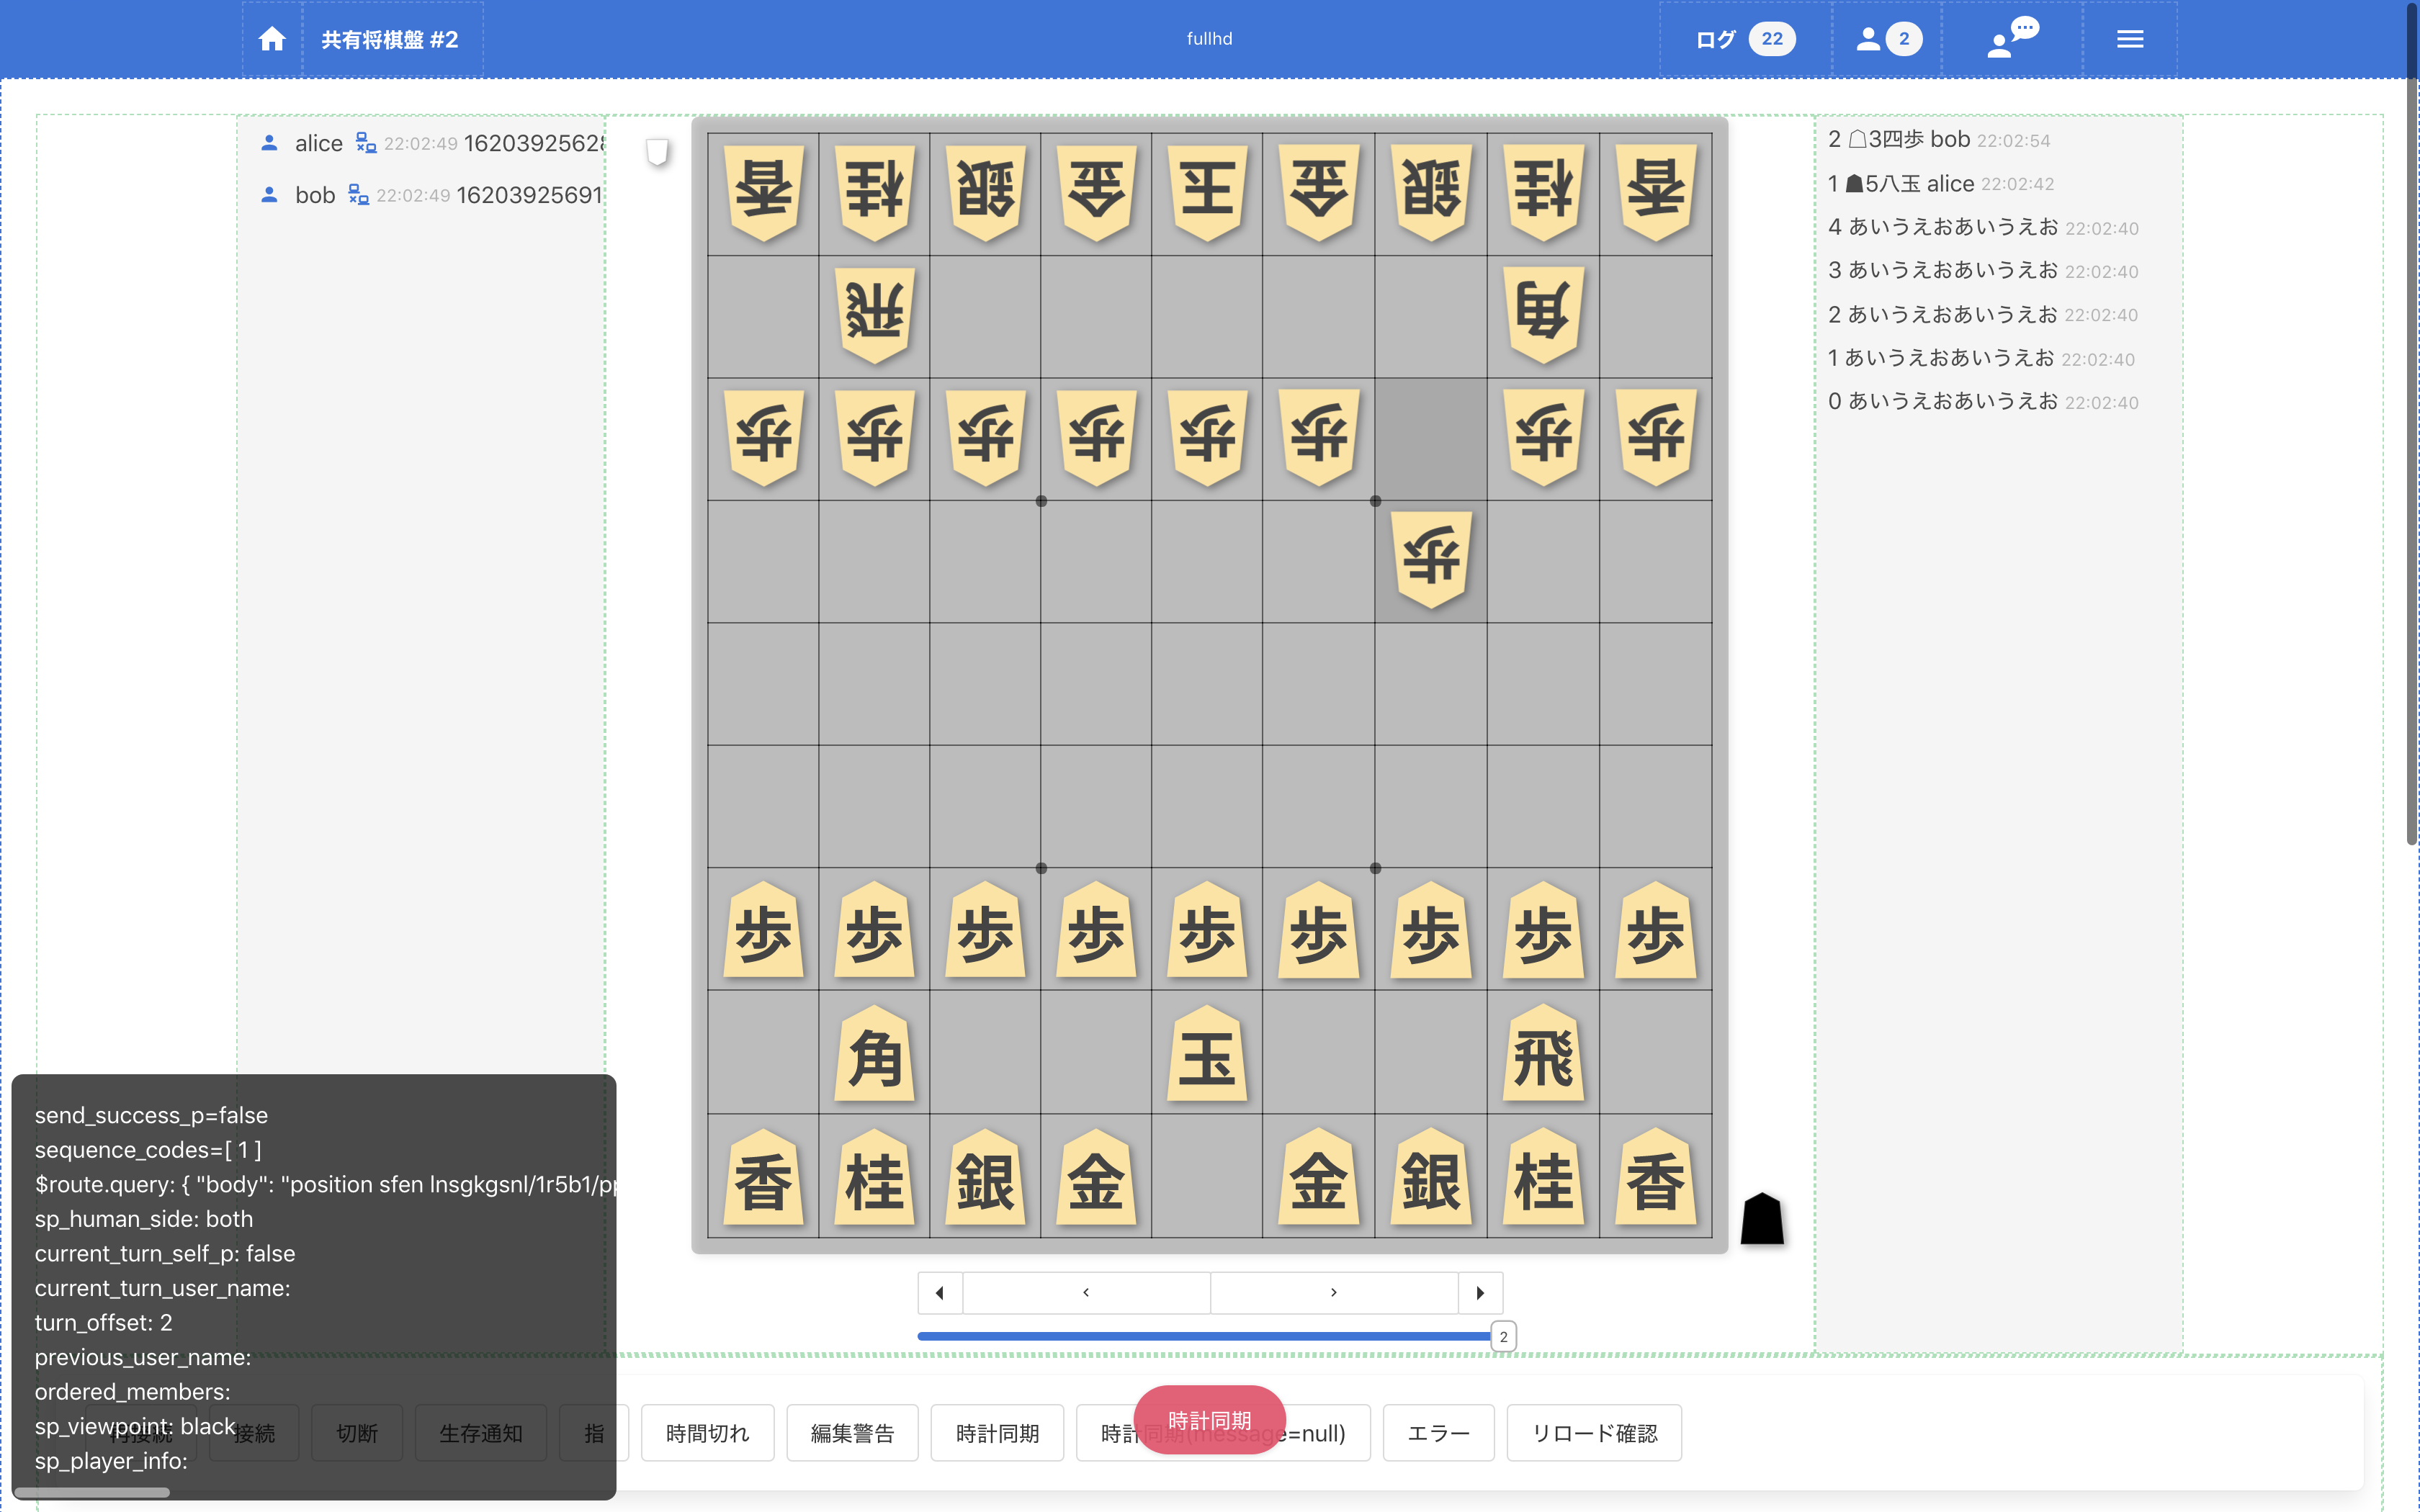 共有将棋盤 #2
fullhd
ログ 22
2
alice 22:02:49 1620392562
bob 22:02:49 16203925691
香 桂 銀 金 玉 金 銀 桂 香
飛 角
歩 歩 歩 歩 歩 歩 歩 歩
歩
歩 歩 歩 歩 歩 歩 歩 歩 歩
角 玉 飛
香 桂 銀 金 金 銀 桂 香
2
2 ☖3四歩 bob 22:02:54
1 ☗5八玉 alice 22:02:42
4 あいうえおあいうえお 22:02:40
3 あいうえおあいうえお 22:02:40
2 あいうえおあいうえお 22:02:40
1 あいうえおあいうえお 22:02:40
0 あいうえおあいうえお 22:02:40
send_success_p=false
sequence_codes=[ 1 ]
$route.query: { "body": "position sfen lnsgkgsnl/1r5b1/pp
sp_human_side: both
current_turn_self_p: false
current_turn_user_name:
turn_offset: 2
previous_user_name:
ordered_members:
sp_viewpoint: black
sp_player_info:
再接続 接続 切断 生存通知 指 時間切れ 編集警告 時計同期 時計 =null) エラー リロード確認
時計同期